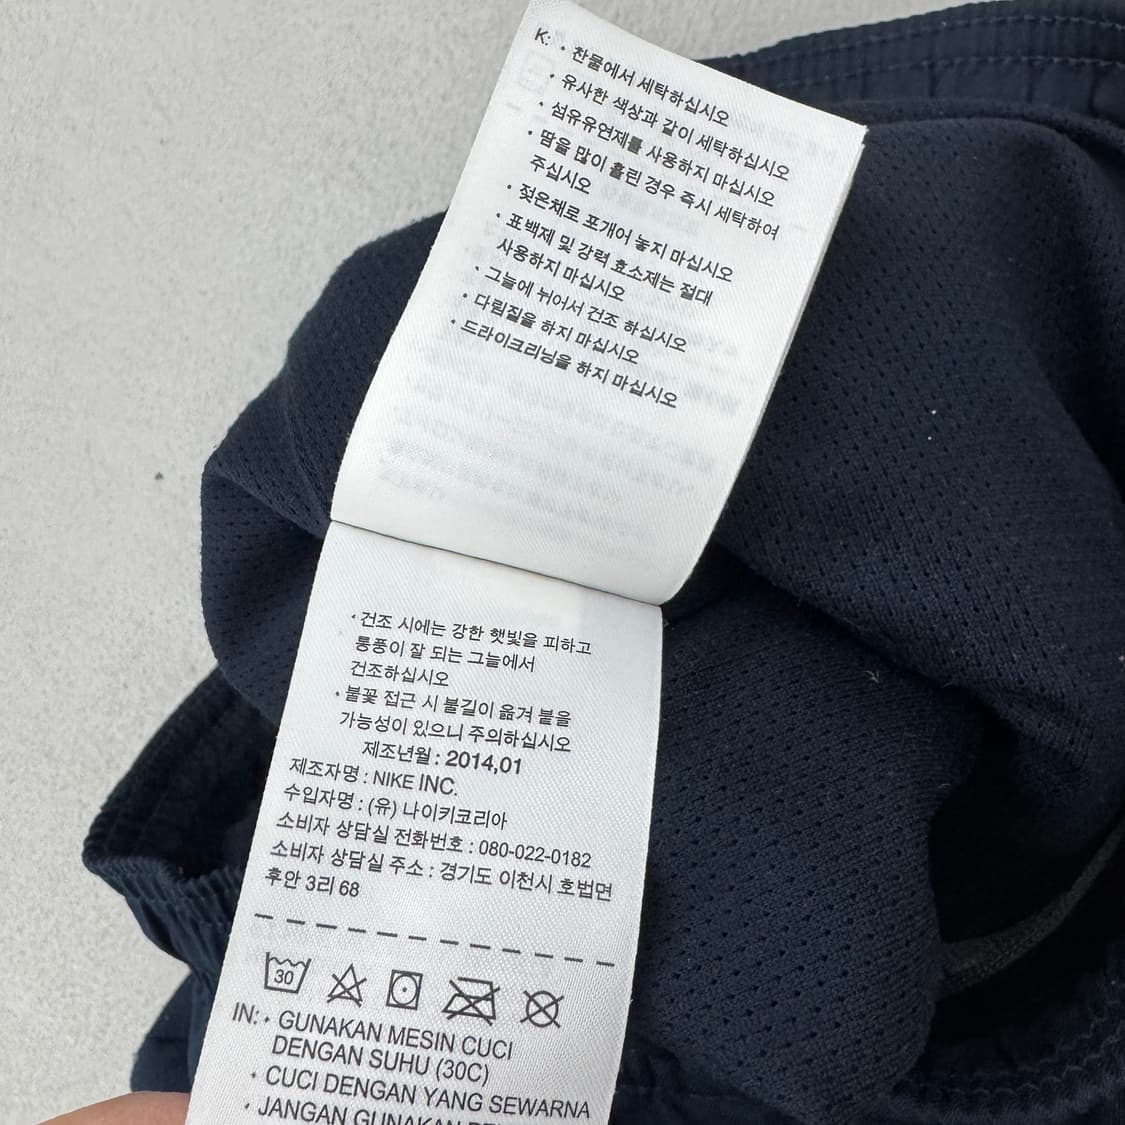 K: • 찬물에서 세탁하십시오
• 유사한 색상과 같이 세탁하십시오
• 섬유유연제를 사용하지 마십시오
• 땀을 많이 흘린 경우 즉시 세탁하여
주십시오
• 젖은채로 포개어 놓지 마십시오
• 표백제 및 강력 효소제는 절대
사용하지 마십시오
• 그늘에 뉘어서 건조 하십시오
• 다림질을 하지 마십시오
• 드라이크리닝을 하지 마십시오
• 건조 시에는 강한 햇빛을 피하고
통풍이 잘 되는 그늘에서
건조하십시오
• 불꽃 접근 시 불길이 옮겨 붙을
가능성이 있으니 주의하십시오
제조년월 : 2014,01
제조자명 : NIKE INC.
수입자명 : (유) 나이키코리아
소비자 상담실 전화번호 : 080-022-0182
소비자 상담실 주소 : 경기도 이천시 호법면
후안 3리 68
30
IN: • GUNAKAN MESIN CUCI
DENGAN SUHU (30C)
• CUCI DENGAN YANG SEWARNA
• JANGAN